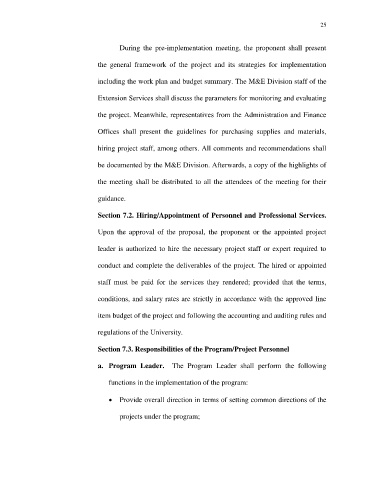 25
During the pre-implementation meeting, the proponent shall present
the general framework of the project and its strategies for implementation
including the work plan and budget summary. The M&E Division staff of the
Extension Services shall discuss the parameters for monitoring and evaluating
the project. Meanwhile, representatives from the Administration and Finance
Offices shall present the guidelines for purchasing supplies and materials,
hiring project staff, among others. All comments and recommendations shall
be documented by the M&E Division. Afterwards, a copy of the highlights of
the meeting shall be distributed to all the attendees of the meeting for their
guidance.
Section 7.2. Hiring/Appointment of Personnel and Professional Services.
Upon the approval of the proposal, the proponent or the appointed project
leader is authorized to hire the necessary project staff or expert required to
conduct and complete the deliverables of the project. The hired or appointed
staff must be paid for the services they rendered; provided that the terms,
conditions, and salary rates are strictly in accordance with the approved line
item budget of the project and following the accounting and auditing rules and
regulations of the University.
Section 7.3. Responsibilities of the Program/Project Personnel
a. Program Leader. The Program Leader shall perform the following
functions in the implementation of the program:
• Provide overall direction in terms of setting common directions of the
projects under the program;